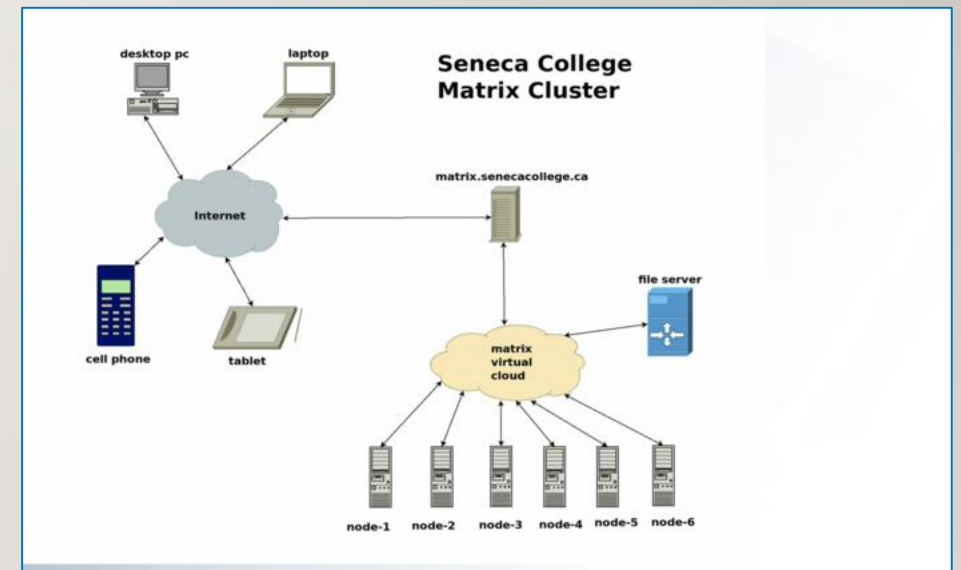 desktop pc
laptop
Seneca College
Matrix Cluster
matrix.senecacollege.ca
Internet
file server
cell phone
tablet
matrix
virtual
cloud
node-1
node-2
node-3
node-4
node-5
node-6